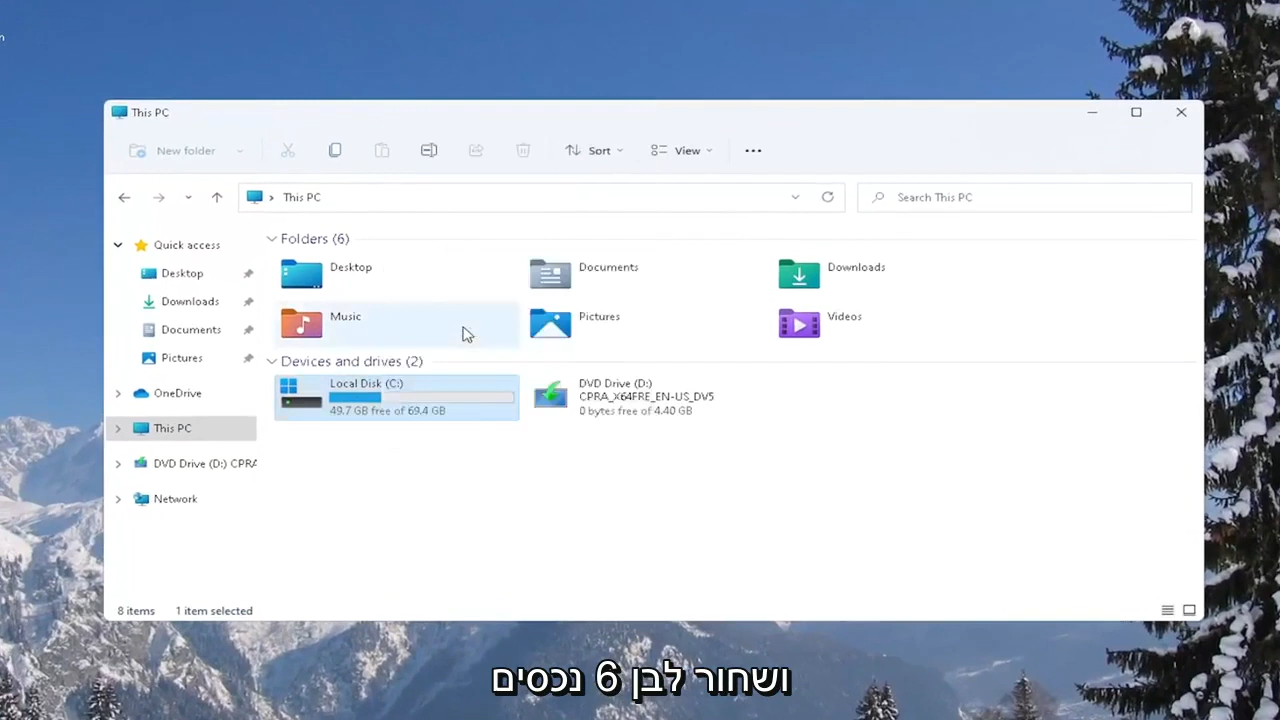 n
This PC
New folder
Sort
View
This PC
Search This PC
Quick access
Desktop
Downloads
Documents
Pictures
OneDrive
This PC
DVD Drive (D:) CPRA
Network
Folders (6)
Desktop
Documents
Downloads
Music
Pictures
Videos
Devices and drives (2)
Local Disk (C:)
49.7 GB free of 69.4 GB
DVD Drive (D:)
CPRA_X64FRE_EN-US_DV5
0 bytes free of 4.40 GB
8 items 1 item selected
ושחור לבן 6 נכסים